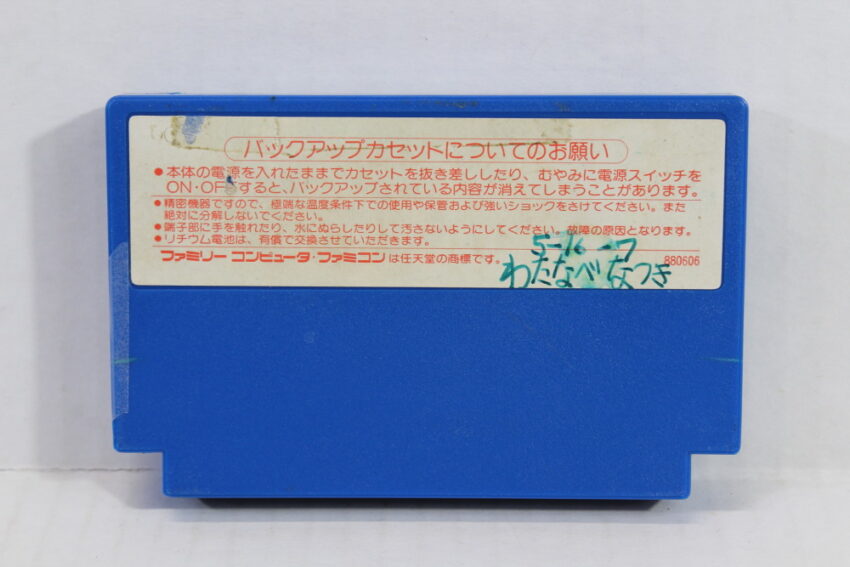 バックアップカセットについてのお願い
●本体の電源を入れたままでカセットを抜き差ししたり、むやみに電源スイッチを
ON・OFFすると、バックアップされている内容が消えてしまうことがあります。
●精密機器ですので、極端な温度条件下での使用や保管および強いショックをさけてください。また
絶対に分解しないでください。
●端子部に手を触れたり、水にぬらしたりして汚さないようにしてください。故障の原因となります。
●リチウム電池は、有償で交換させていただきます。
ファミリー コンピュータ・ファミコンは任天堂の商標です。
880606
5-16-7
わたなべ なつき